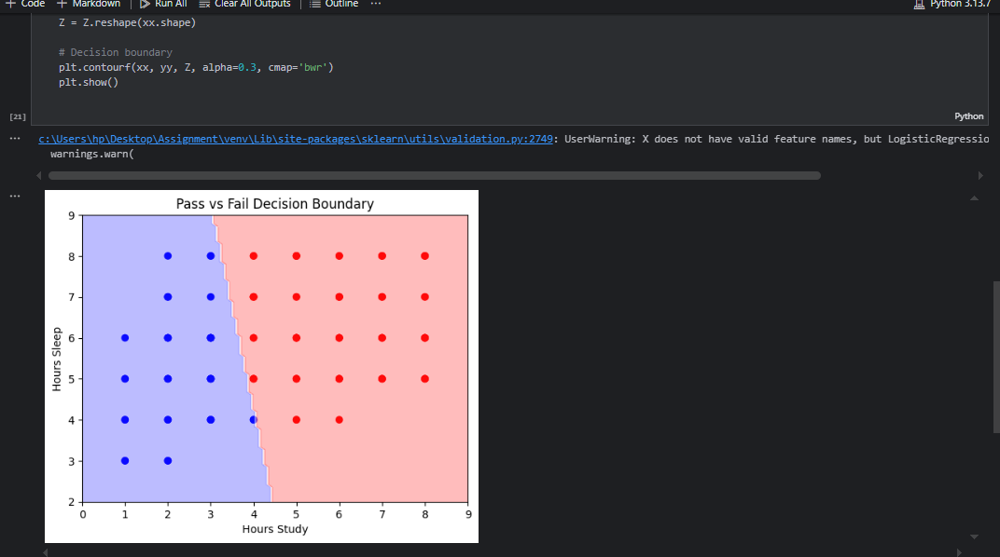 Code Markdown Run All Clear All Outputs Outline ... Python 3.13.7
Z = Z.reshape(xx.shape)
# Decision boundary
plt.contourf(xx, yy, Z, alpha=0.3, cmap='bwr')
plt.show()
[21] Python
... c:\Users\hp\Desktop\Assignment\venv\Lib\site-packages\sklearn\utils\validation.py:2749: UserWarning: X does not have valid feature names, but LogisticRegressio
warnings.warn(
...
Pass vs Fail Decision Boundary
9
8
7
6
5
4
3
2
Hours Sleep
0 1 2 3 4 5 6 7 8 9
Hours Study